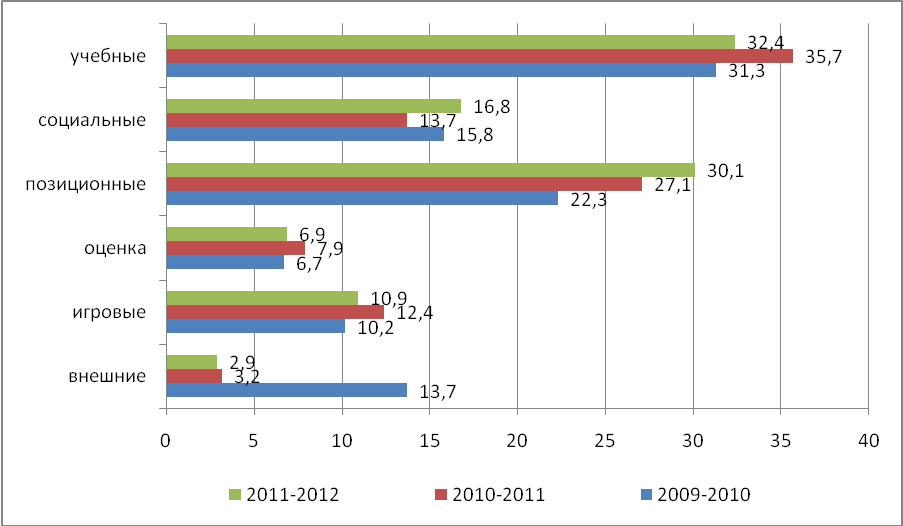 учебные
32,4
35,7
31,3
социальные
16,8
13,7
15,8
позиционные
30,1
27,1
22,3
оценка
6,9
7,9
6,7
игровые
10,9
12,4
10,2
внешние
2,9
3,2
13,7
0 5 10 15 20 25 30 35 40
2011-2012 2010-2011 2009-2010